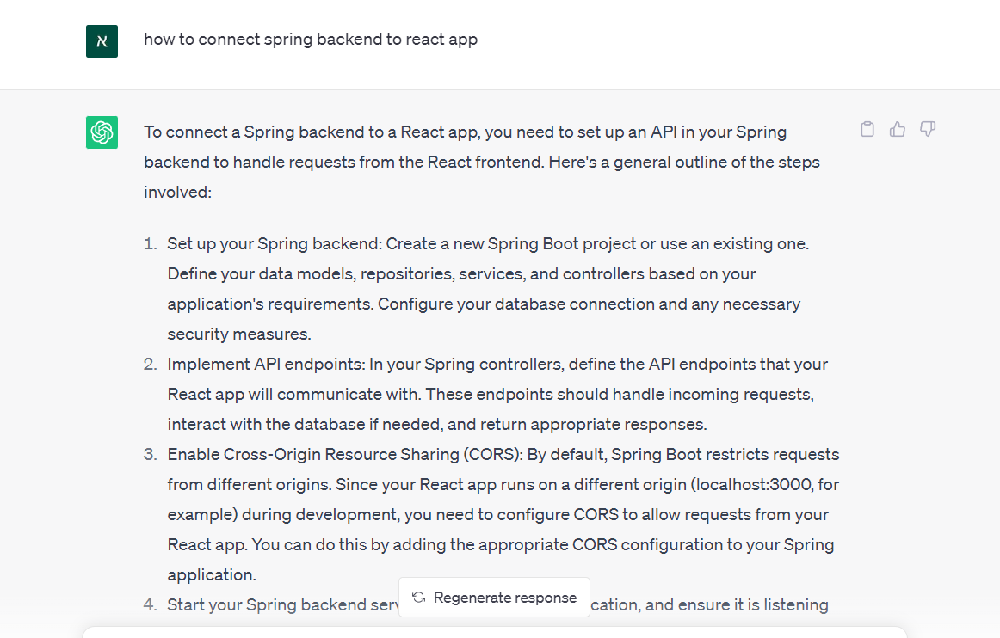 א
how to connect spring backend to react app
To connect a Spring backend to a React app, you need to set up an API in your Spring
backend to handle requests from the React frontend. Here's a general outline of the steps
involved:
1. Set up your Spring backend: Create a new Spring Boot project or use an existing one.
Define your data models, repositories, services, and controllers based on your
application's requirements. Configure your database connection and any necessary
security measures.
2. Implement API endpoints: In your Spring controllers, define the API endpoints that your
React app will communicate with. These endpoints should handle incoming requests,
interact with the database if needed, and return appropriate responses.
3. Enable Cross-Origin Resource Sharing (CORS): By default, Spring Boot restricts requests
from different origins. Since your React app runs on a different origin (localhost:3000, for
example) during development, you need to configure CORS to allow requests from your
React app. You can do this by adding the appropriate CORS configuration to your Spring
application.
4. Start your Spring backend cation, and ensure it is listening
Regenerate response